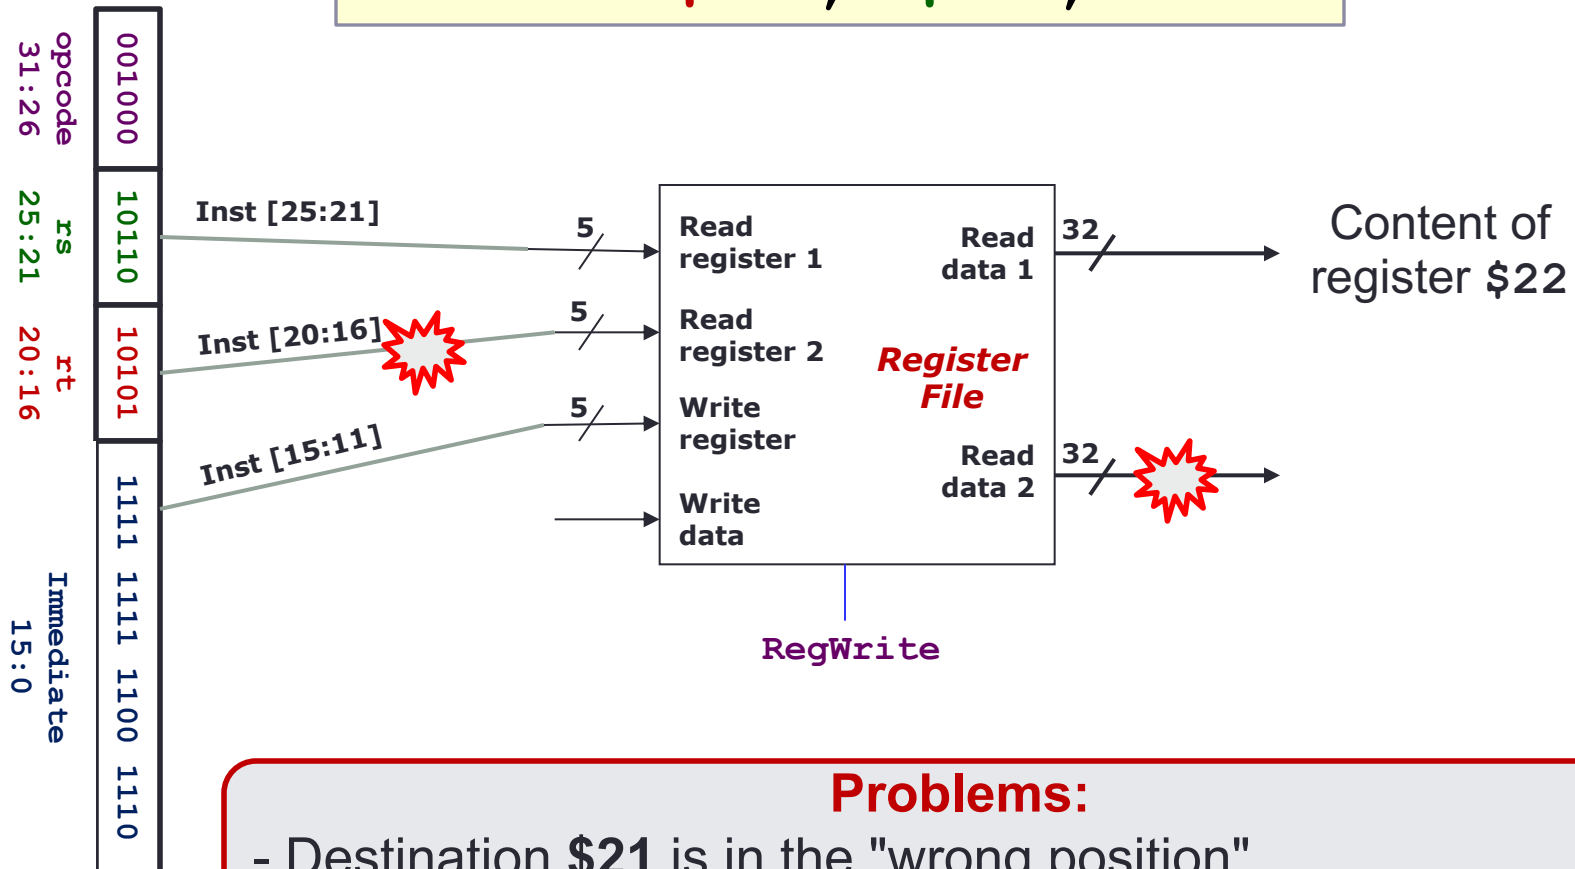 opcode
31:26
001000
rs
25:21
10110
rt
20:16
10101
Immediate
15:0
1111 1111 1100 1110
Inst [25:21]
Inst [20:16]
Inst [15:11]
5
5
5
Read
register 1
Read
register 2
Write
register
Write
data
Register
File
Read
data 1
Read
data 2
32
32
Content of
register $22
RegWrite
Problems:
- Destination $21 is in the "wrong position"